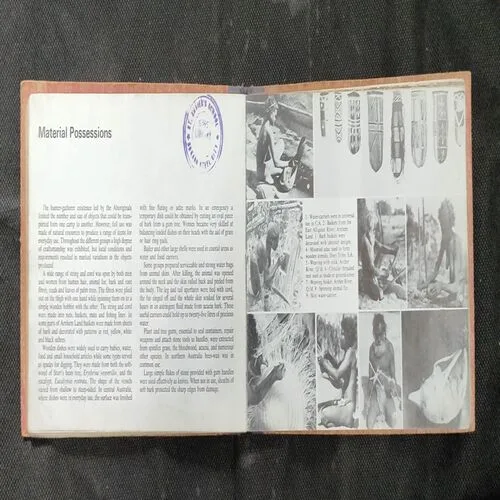 Material Possessions
The hunter-gatherer existence led by the Aboriginals
limited the number and size of objects that could be trans-
ported from one camp to another. However, full use was
made of natural resources to produce a range of items for
everyday use. Throughout the different groups a high degree
of craftsmanship was exhibited, but local conditions and
requirements resulted in marked variations in the objects
produced.
A wide range of string and cord was spun by both men
and women from human hair, animal fur, bark and root
fibres, reeds and leaves of palm trees. The fibres were plied
out on the thigh with one hand while spinning them on to a
simple wooden bobbin with the other. The string and cord
were made into nets, baskets, mats and fishing lines. In
some parts of Arnhem Land baskets were made from sheets
of bark and decorated with patterns in red, yellow, white
and black ochres.
Wooden dishes were widely used to carry babies, water,
food and small household articles while some types served
as spades for digging. They were made from both the soft-
wood of Sturt's bean tree, Erythrina vespertilio, and the
eucalypt, Eucalyptus rostrata. The shape of the vessels
varied from shallow to steep-sided. In central Australia,
where dishes were in everyday use, the surface was finished
with fine fluting or adze marks. In an emergency a
temporary dish could be obtained by cutting an oval piece
of bark from a gum tree. Women became very skilled at
balancing loaded dishes on their heads with the aid of grass
or hair ring pads.
Bailer and other large shells were used in coastal areas as
water and food carriers.
Some groups prepared serviceable and strong water bags
from animal skins. After killing, the animal was opened
around the neck and the skin rolled back and peeled from
the body. The leg and tail apertures were tied with cord,
the fur singed off and the whole skin soaked for several
hours in an astringent fluid made from acacia bark. These
useful carriers could hold up to twenty-five litres of precious
water.
Plant and tree gums, essential to seal containers, repair
weapons and attach stone tools to handles, were extracted
from spinifex grass, the bloodwood, acacia, and numerous
other species. In northern Australia bees-wax was in
common use.
Large simple flakes of stone provided with gum handles
were used effectively as knives. When not in use, sheaths of
soft bark protected the sharp edges from damage.